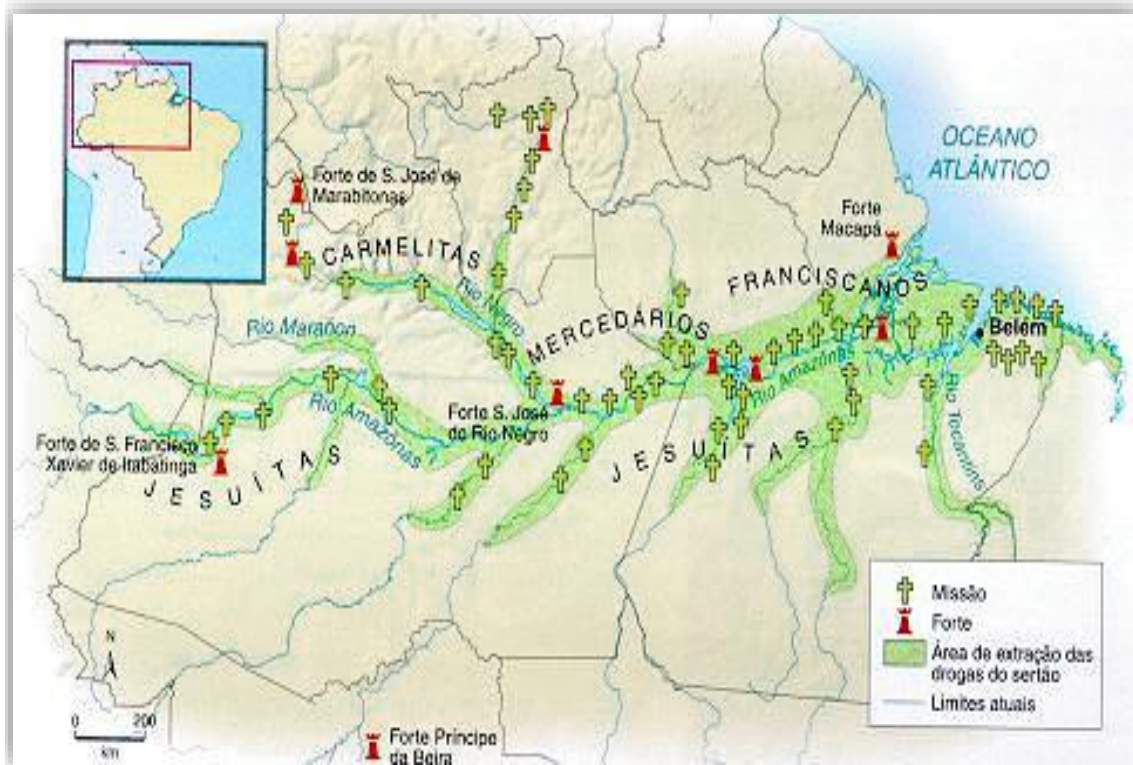 OCEANO
ATLÂNTICO
Forte de S. José de
Marabitonas
Forte
Macapá
CARMELITAS
FRANCISCANOS
Rio Negro
MERCEDÁRIOS
Rio Marañon
Belém
Rio Amazonas
Rio Amazonas
Forte S. José
do Rio Negro
Rio Tocantins
Forte de S. Francisco
Xavier de Itabatinga
JESUÍTAS
JESUÍTAS
Missão
Forte
Área de extração das
drogas do sertão
Limites atuais
N
0 200
km
Forte Príncipe
da Beira